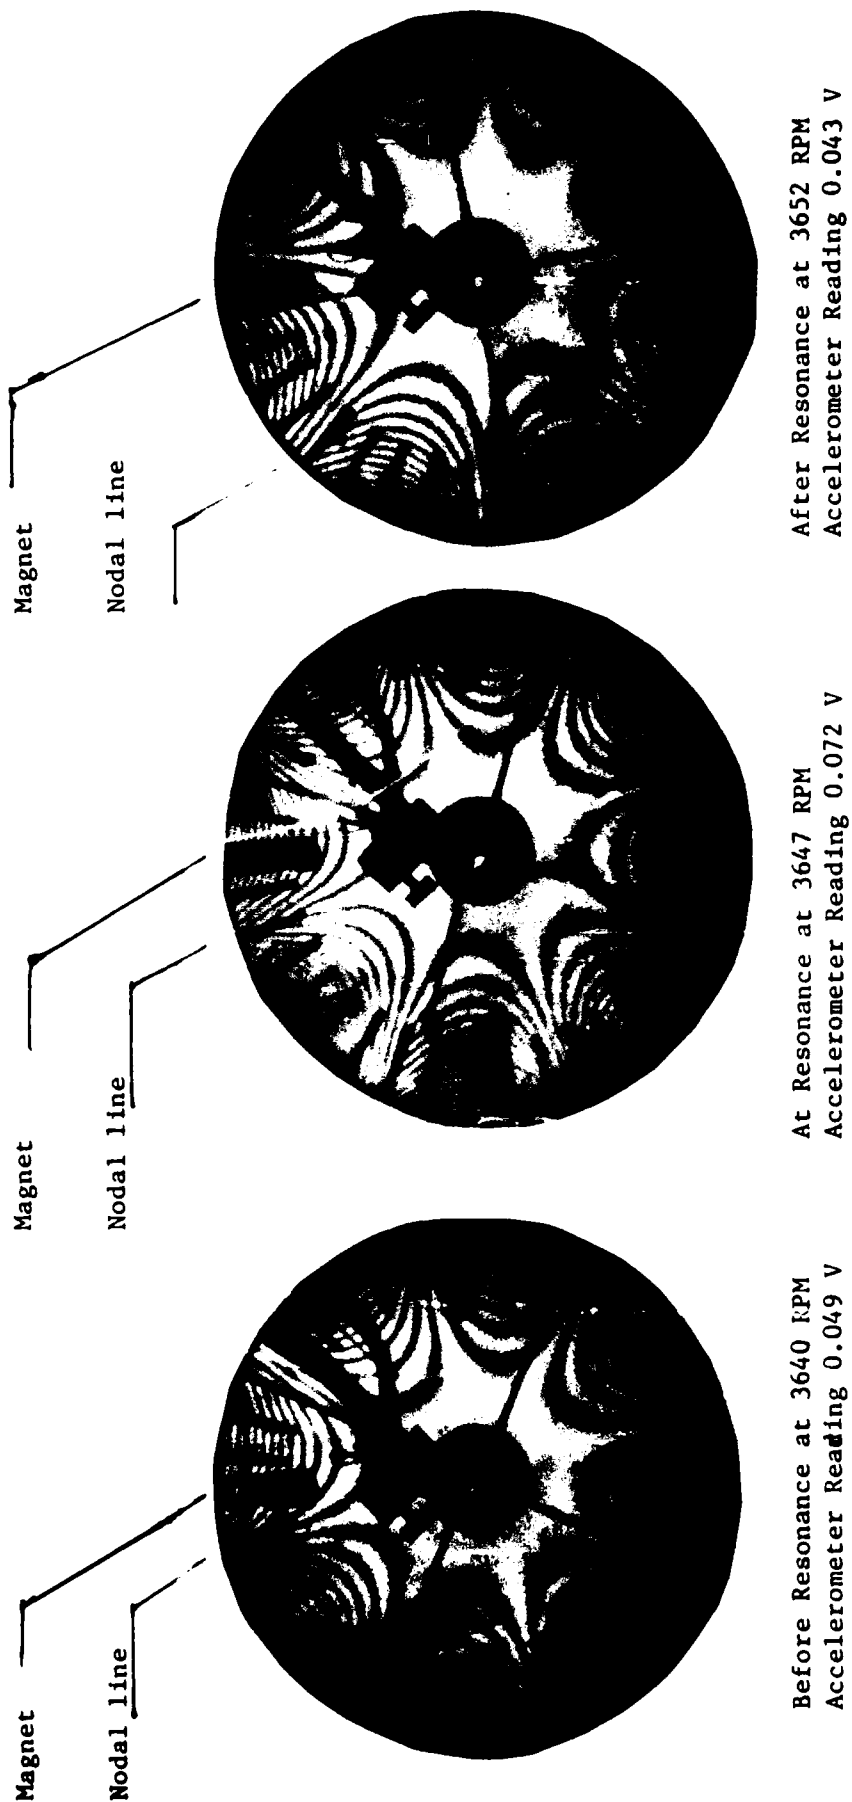 Magnet
Nodal line
Before Resonance at 3640 RPM
Accelerometer Reading 0.049 V
Magnet
Nodal line
At Resonance at 3647 RPM
Accelerometer Reading 0.072 V
Magnet
Nodal line
After Resonance at 3652 RPM
Accelerometer Reading 0.043 V